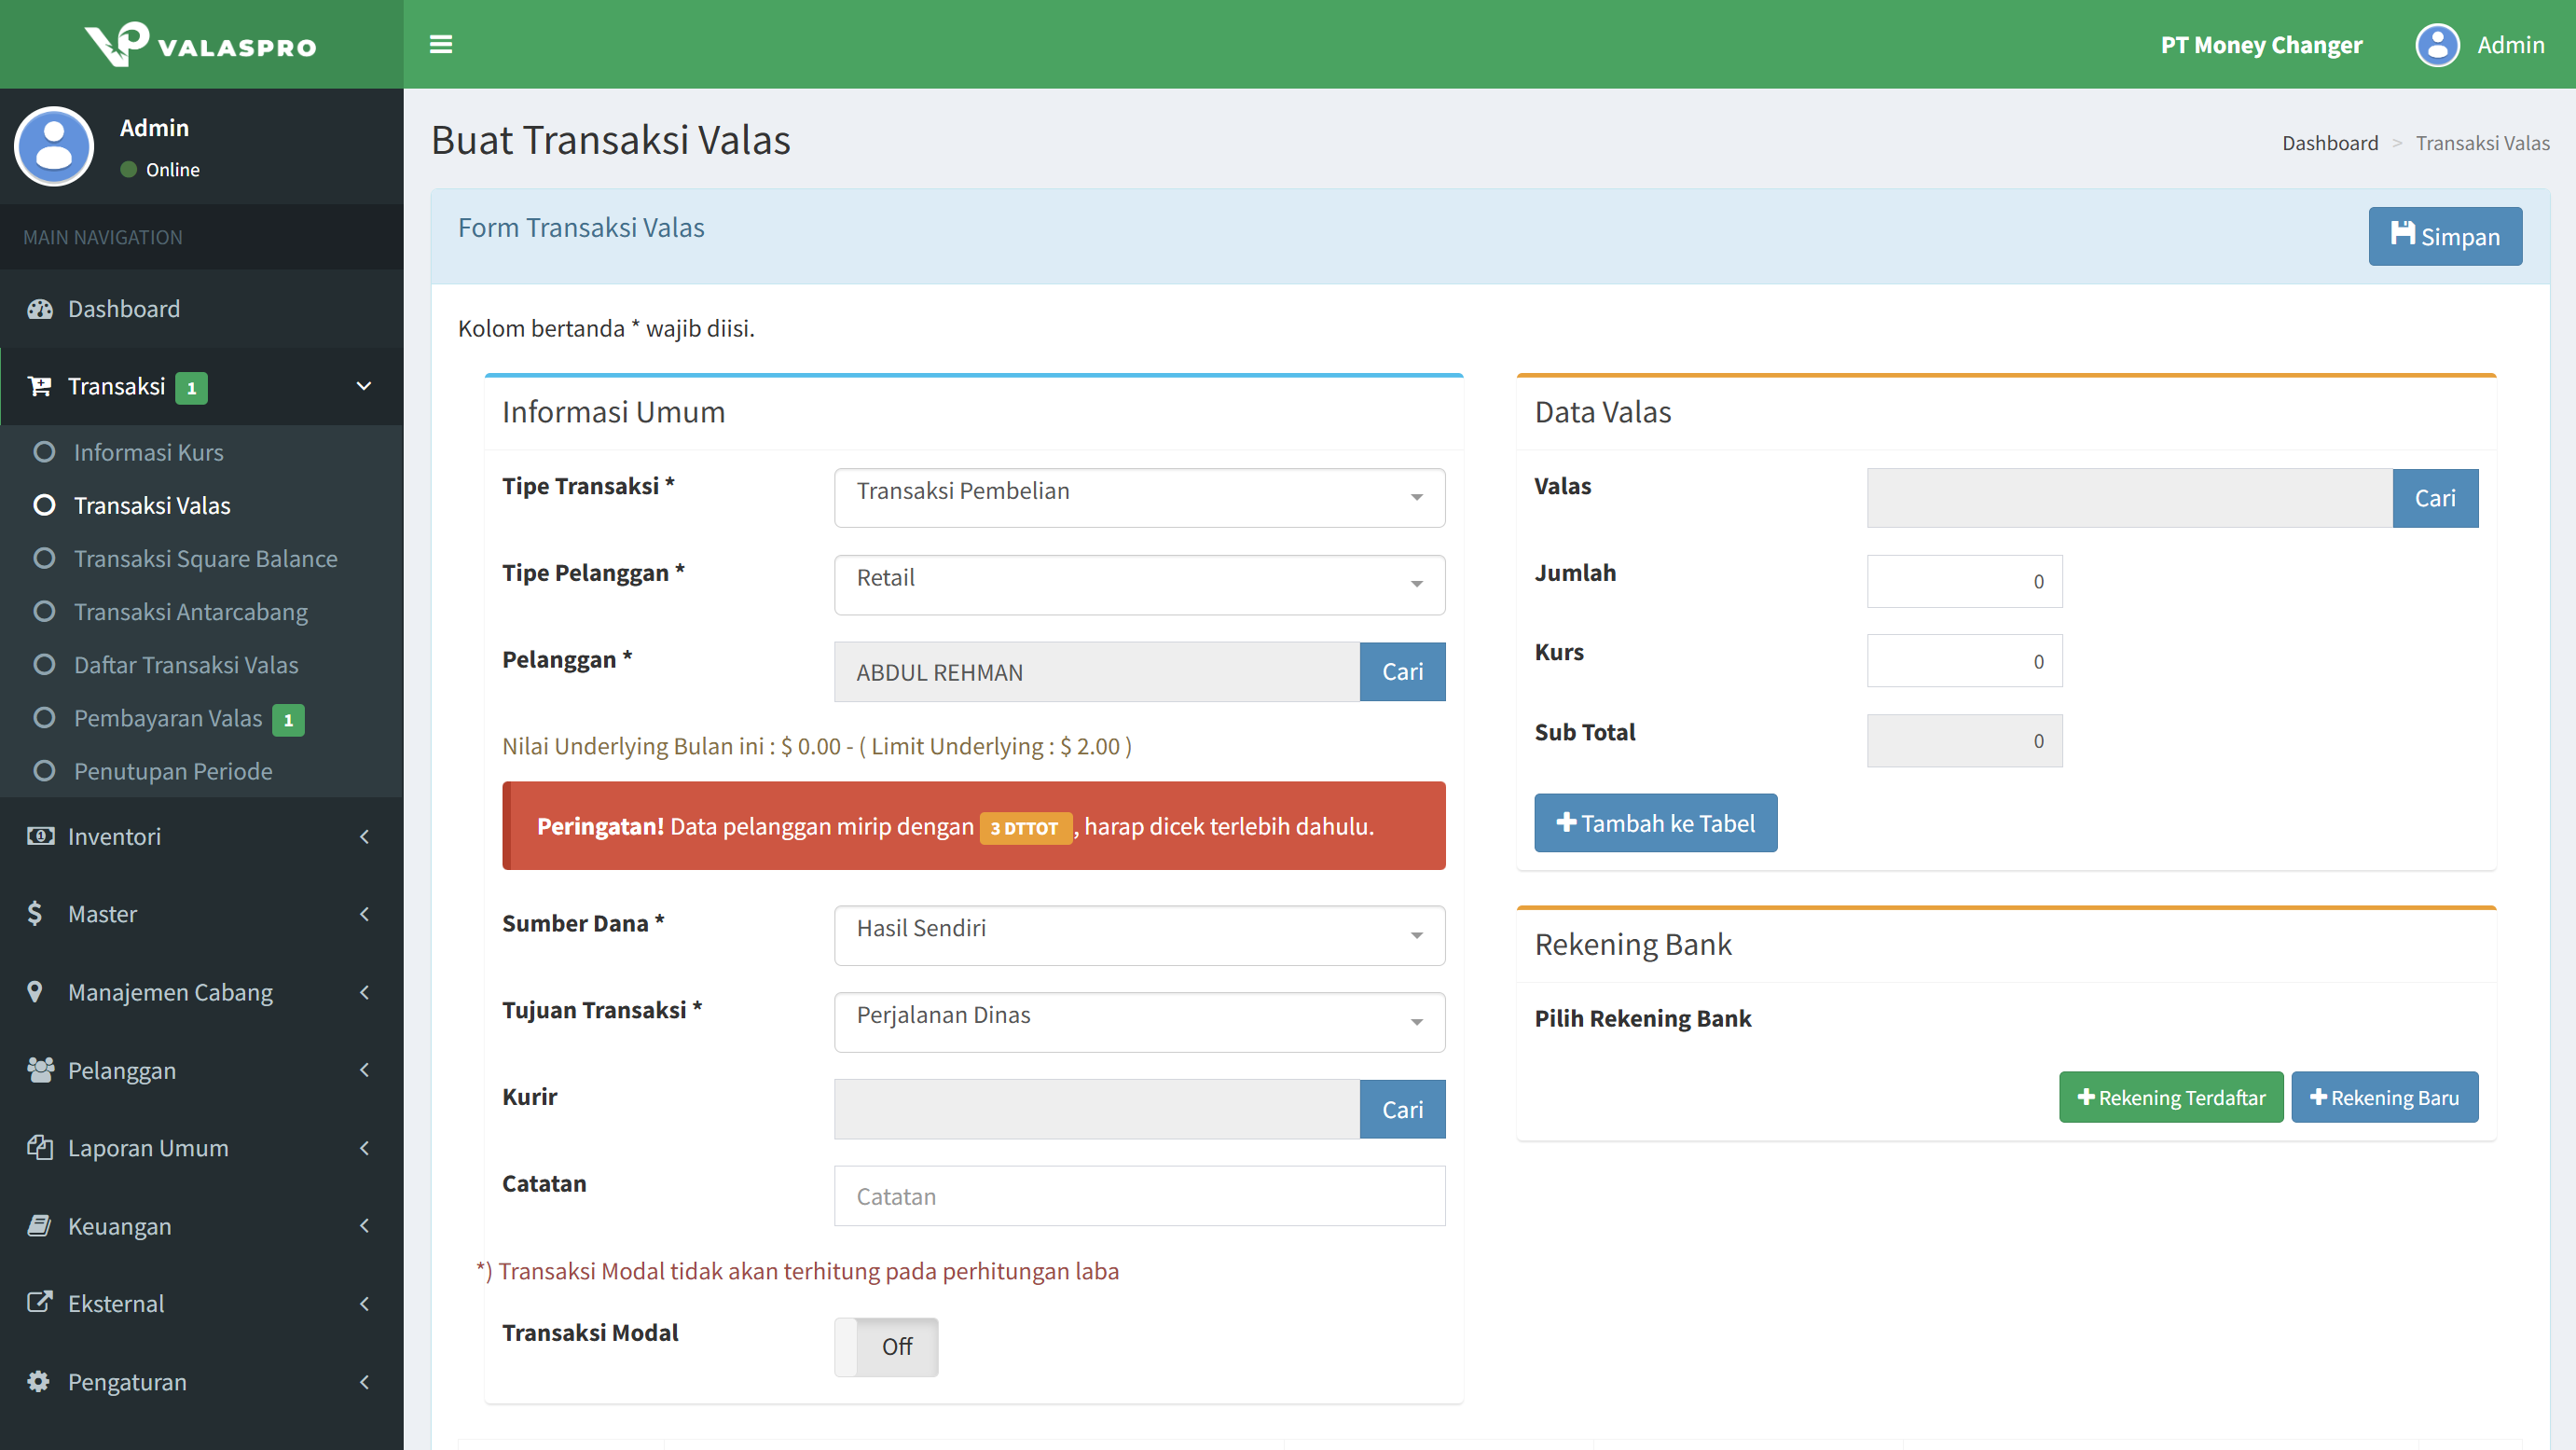 VP VALASPRO
PT Money Changer
Admin
Admin
Online
MAIN NAVIGATION
Dashboard
Transaksi 1
Informasi Kurs
Transaksi Valas
Transaksi Square Balance
Transaksi Antarcabang
Daftar Transaksi Valas
Pembayaran Valas 1
Penutupan Periode
Inventori
Master
Manajemen Cabang
Pelanggan
Laporan Umum
Keuangan
Eksternal
Pengaturan
Buat Transaksi Valas
Dashboard > Transaksi Valas
Form Transaksi Valas
Simpan
Kolom bertanda * wajib diisi.
Informasi Umum
Tipe Transaksi * Transaksi Pembelian
Tipe Pelanggan * Retail
Pelanggan * ABDUL REHMAN Cari
Nilai Underlying Bulan ini : $ 0.00 - ( Limit Underlying : $ 2.00 )
Peringatan! Data pelanggan mirip dengan 3 DTTOT , harap dicek terlebih dahulu.
Sumber Dana * Hasil Sendiri
Tujuan Transaksi * Perjalanan Dinas
Kurir Cari
Catatan Catatan
*) Transaksi Modal tidak akan terhitung pada perhitungan laba
Transaksi Modal Off
Data Valas
Valas Cari
Jumlah 0
Kurs 0
Sub Total 0
Tambah ke Tabel
Rekening Bank
Pilih Rekening Bank
Rekening Terdaftar Rekening Baru